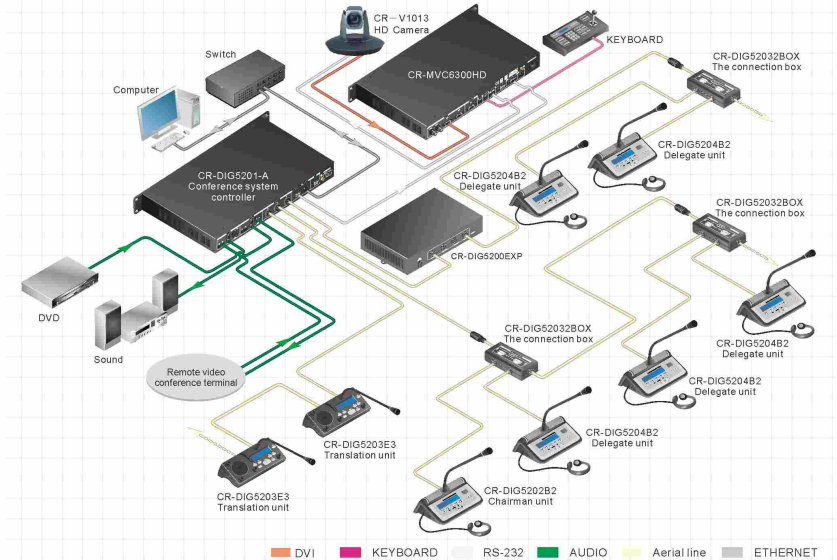 CR－V1013
HD Camera
KEYBOARD
Switch
CR-MVC6300HD
CR-DIG52032BOX
The connection box
Computer
CR-DIG5201-A
Conference system
controller
CR-DIG5204B2
Delegate unit
CR-DIG5204B2
Delegate unit
CR-DIG52032BOX
The connection box
CR-DIG5200EXP
DVD
Sound
CR-DIG52032BOX
The connection box
CR-DIG5204B2
Delegate unit
Remote video
conference terminal
CR-DIG5204B2
Delegate unit
CR-DIG5203E3
Translation unit
CR-DIG5204B2
Delegate unit
CR-DIG5203E3
Translation unit
CR-DIG5202B2
Chairman unit
DVI KEYBOARD RS-232 AUDIO Aerial line ETHERNET